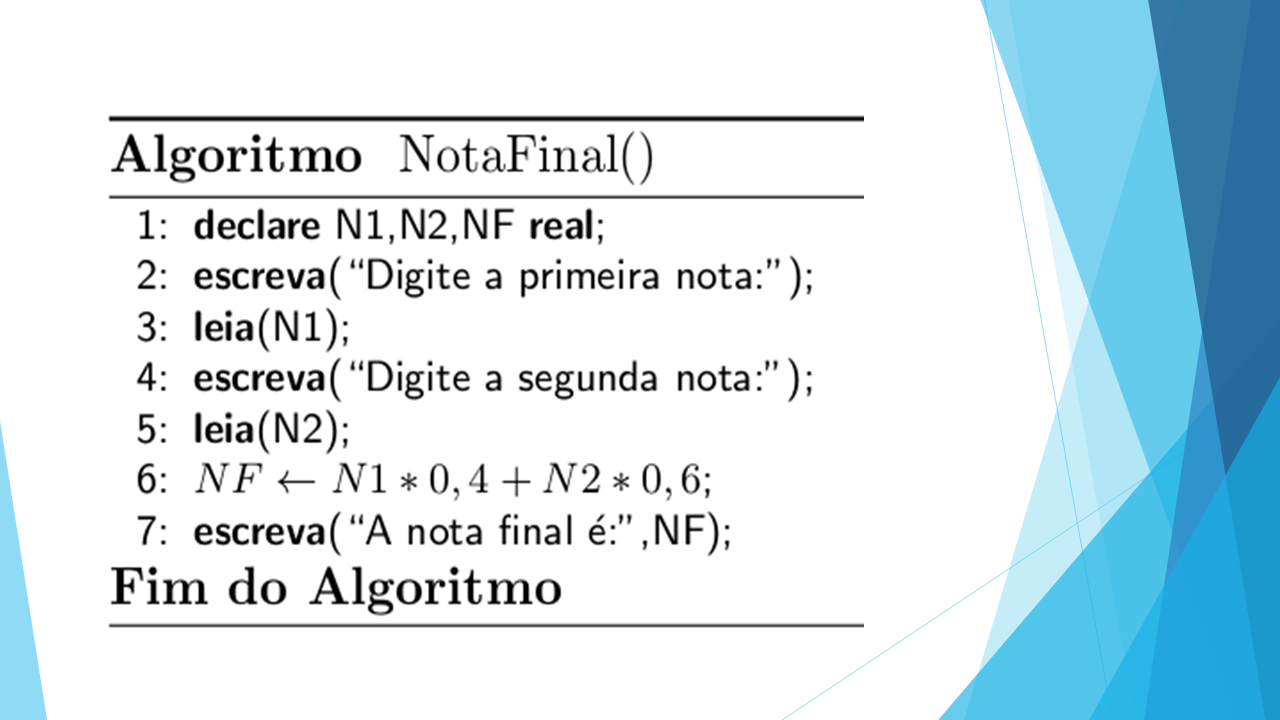 Algoritmo NotaFinal()
1: declare N1,N2,NF real;
2: escreva(“Digite a primeira nota:”);
3: leia(N1);
4: escreva(“Digite a segunda nota:”);
5: leia(N2);
6: NF ← N1 ∗ 0,4 + N2 ∗ 0,6;
7: escreva(“A nota final é:”,NF);
Fim do Algoritmo